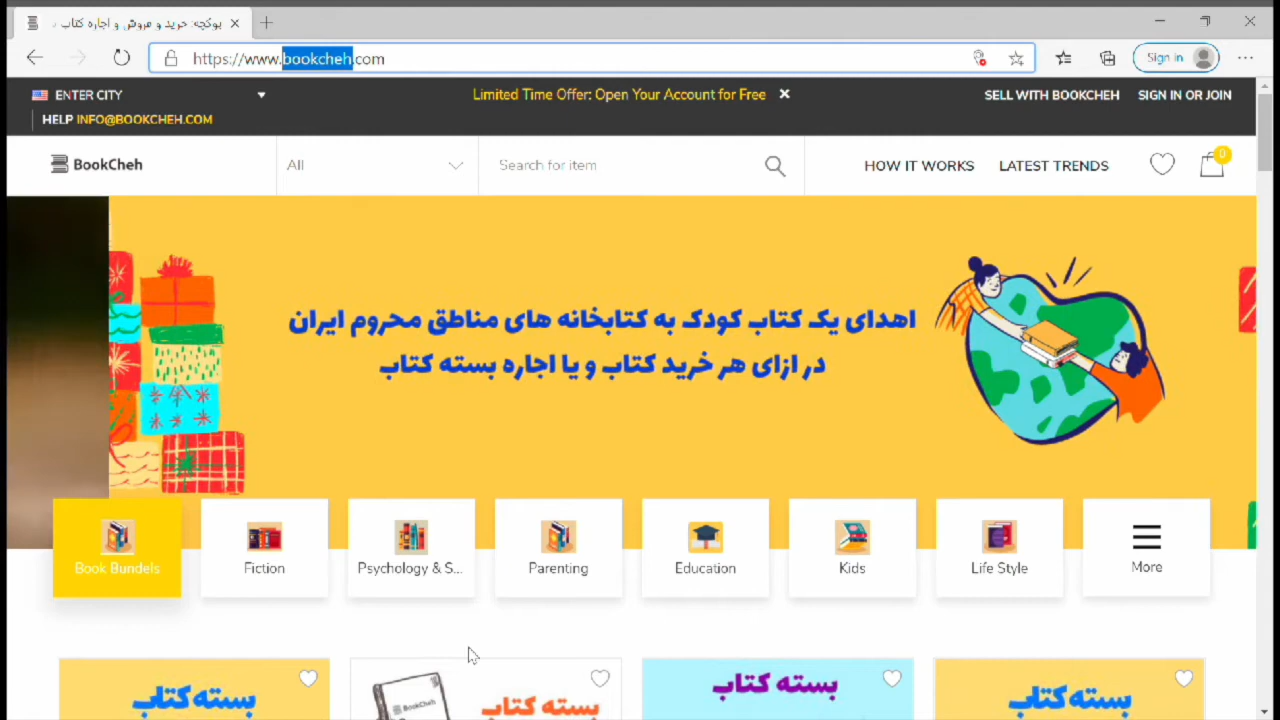 بوکچه: خرید و فروش و اجاره کتاب
https://www.bookcheh.com
Sign in
ENTER CITY
Limited Time Offer: Open Your Account for Free
SELL WITH BOOKCHEH
SIGN IN OR JOIN
HELP INFO@BOOKCHEH.COM
BookCheh
All
Search for item
HOW IT WORKS
LATEST TRENDS
0
اهدای یک کتاب کودک به کتابخانه های مناطق محروم ایران
در ازای هر خرید کتاب و یا اجاره بسته کتاب
Book Bundels
Fiction
Psychology & S...
Parenting
Education
Kids
Life Style
More
بسته کتاب
BookCheh
بسته کتاب
بسته کتاب
بسته کتاب